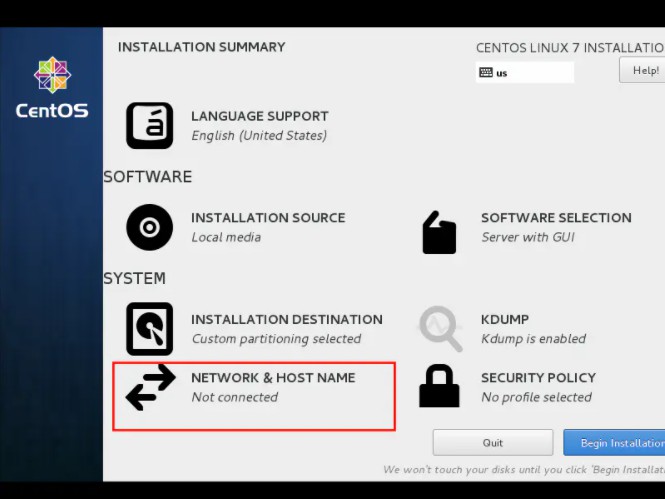 INSTALLATION SUMMARY
CENTOS LINUX 7 INSTALLATIO
us
Help!
CentOS
á
LANGUAGE SUPPORT
English (United States)
SOFTWARE
INSTALLATION SOURCE
Local media
SOFTWARE SELECTION
Server with GUI
SYSTEM
INSTALLATION DESTINATION
Custom partitioning selected
KDUMP
Kdump is enabled
NETWORK & HOST NAME
Not connected
SECURITY POLICY
No profile selected
Quit
Begin Installation
We won't touch your disks until you click 'Begin Installat